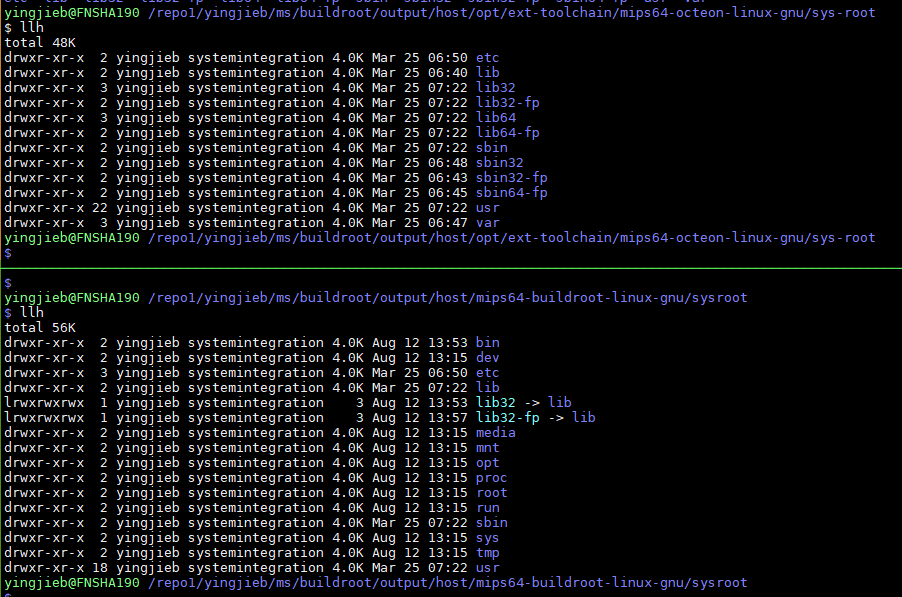 yingjieb@FNSHA190 /repo1/yingjieb/ms/buildroot/output/host/opt/ext-toolchain/mips64-octeon-linux-gnu/sys-root
$ llh
total 48K
drwxr-xr-x  2 yingjieb systemintegration 4.0K Mar 25 06:50 etc
drwxr-xr-x  2 yingjieb systemintegration 4.0K Mar 25 06:40 lib
drwxr-xr-x  3 yingjieb systemintegration 4.0K Mar 25 07:22 lib32
drwxr-xr-x  2 yingjieb systemintegration 4.0K Mar 25 07:22 lib32-fp
drwxr-xr-x  3 yingjieb systemintegration 4.0K Mar 25 07:22 lib64
drwxr-xr-x  2 yingjieb systemintegration 4.0K Mar 25 07:22 lib64-fp
drwxr-xr-x  2 yingjieb systemintegration 4.0K Mar 25 07:22 sbin
drwxr-xr-x  2 yingjieb systemintegration 4.0K Mar 25 06:48 sbin32
drwxr-xr-x  2 yingjieb systemintegration 4.0K Mar 25 06:43 sbin32-fp
drwxr-xr-x  2 yingjieb systemintegration 4.0K Mar 25 06:45 sbin64-fp
drwxr-xr-x 22 yingjieb systemintegration 4.0K Mar 25 07:22 usr
drwxr-xr-x  3 yingjieb systemintegration 4.0K Mar 25 06:47 var
yingjieb@FNSHA190 /repo1/yingjieb/ms/buildroot/output/host/opt/ext-toolchain/mips64-octeon-linux-gnu/sys-root
$
$
yingjieb@FNSHA190 /repo1/yingjieb/ms/buildroot/output/host/mips64-buildroot-linux-gnu/sysroot
$ llh
total 56K
drwxr-xr-x  2 yingjieb systemintegration 4.0K Aug 12 13:53 bin
drwxr-xr-x  2 yingjieb systemintegration 4.0K Aug 12 13:15 dev
drwxr-xr-x  3 yingjieb systemintegration 4.0K Mar 25 06:50 etc
drwxr-xr-x  2 yingjieb systemintegration 4.0K Mar 25 07:22 lib
lrwxrwxrwx  1 yingjieb systemintegration    3 Aug 12 13:53 lib32 -> lib
lrwxrwxrwx  1 yingjieb systemintegration    3 Aug 12 13:57 lib32-fp -> lib
drwxr-xr-x  2 yingjieb systemintegration 4.0K Aug 12 13:15 media
drwxr-xr-x  2 yingjieb systemintegration 4.0K Aug 12 13:15 mnt
drwxr-xr-x  2 yingjieb systemintegration 4.0K Aug 12 13:15 opt
drwxr-xr-x  2 yingjieb systemintegration 4.0K Aug 12 13:15 proc
drwxr-xr-x  2 yingjieb systemintegration 4.0K Aug 12 13:15 root
drwxr-xr-x  2 yingjieb systemintegration 4.0K Aug 12 13:15 run
drwxr-xr-x  2 yingjieb systemintegration 4.0K Mar 25 07:22 sbin
drwxr-xr-x  2 yingjieb systemintegration 4.0K Aug 12 13:15 sys
drwxr-xr-x  2 yingjieb systemintegration 4.0K Aug 12 13:15 tmp
drwxr-xr-x 18 yingjieb systemintegration 4.0K Mar 25 07:22 usr
yingjieb@FNSHA190 /repo1/yingjieb/ms/buildroot/output/host/mips64-buildroot-linux-gnu/sysroot